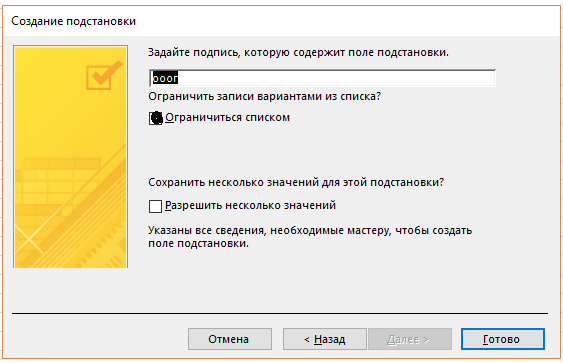 Создание подстановки
Задайте подпись, которую содержит поле подстановки.
ooor
Ограничить записи вариантами из списка?
Ограничиться списком
Сохранить несколько значений для этой подстановки?
Разрешить несколько значений
Указаны все сведения, необходимые мастеру, чтобы создать
поле подстановки.
Отмена < Назад Далее > Готово